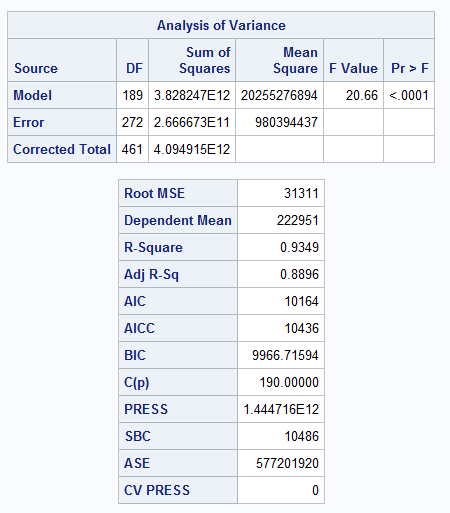 Analysis of Variance
Source DF Sum of Squares Mean Square F Value Pr > F
Model 189 3.828247E12 20255276894 20.66 <.0001
Error 272 2.666673E11 980394437
Corrected Total 461 4.094915E12
Root MSE 31311
Dependent Mean 222951
R-Square 0.9349
Adj R-Sq 0.8896
AIC 10164
AICC 10436
BIC 9966.71594
C(p) 190.00000
PRESS 1.444716E12
SBC 10486
ASE 577201920
CV PRESS 0